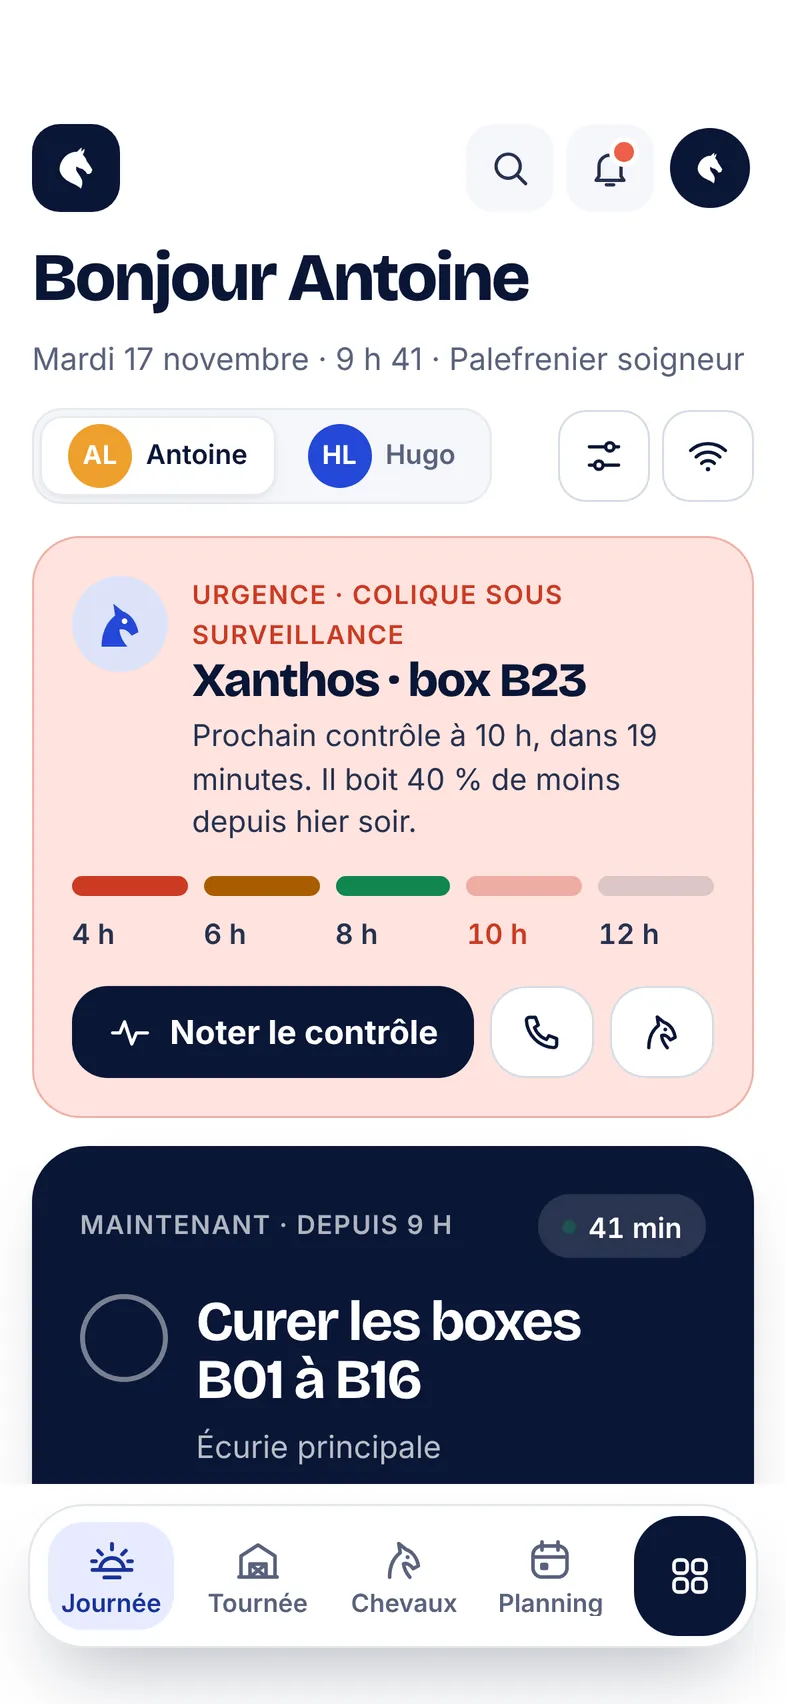 Bonjour Antoine
Mardi 17 novembre · 9 h 41 · Palefrenier soigneur
AL Antoine HL Hugo
URGENCE · COLIQUE SOUS
SURVEILLANCE
Xanthos · box B23
Prochain contrôle à 10 h, dans 19
minutes. Il boit 40 % de moins
depuis hier soir.
4 h 6 h 8 h 10 h 12 h
Noter le contrôle
MAINTENANT · DEPUIS 9 H 41 min
Curer les boxes
B01 à B16
Écurie principale
Journée Tournée Chevaux Planning